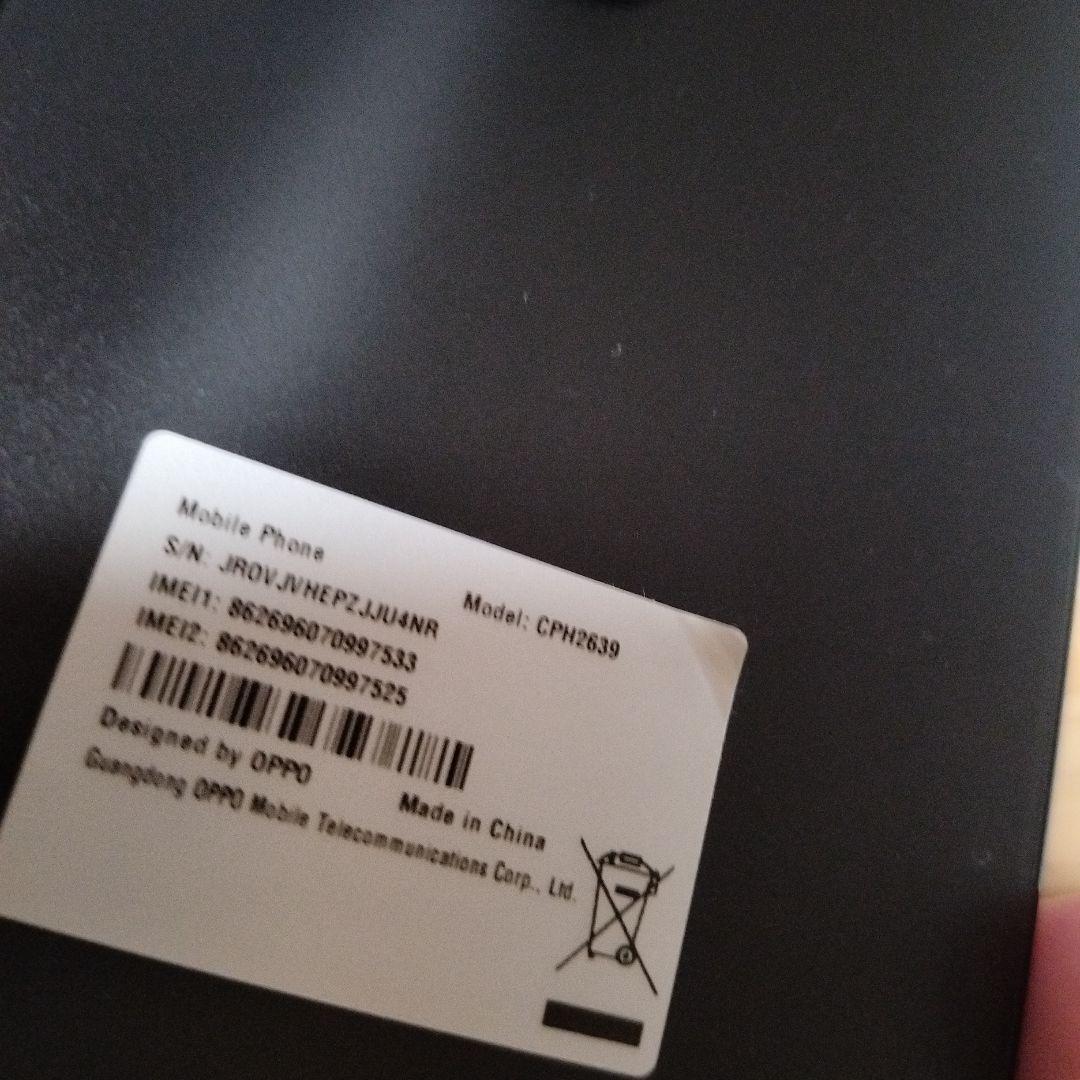 Mobile Phone
Model: CPH2639
S/N: JROVJVHEPZJJU4NR
IMEI1: 862696070997533
IMEI2: 862696070997525
Designed by OPPO
Made in China
Guangdong OPPO Mobile Telecommunications Corp., Ltd.